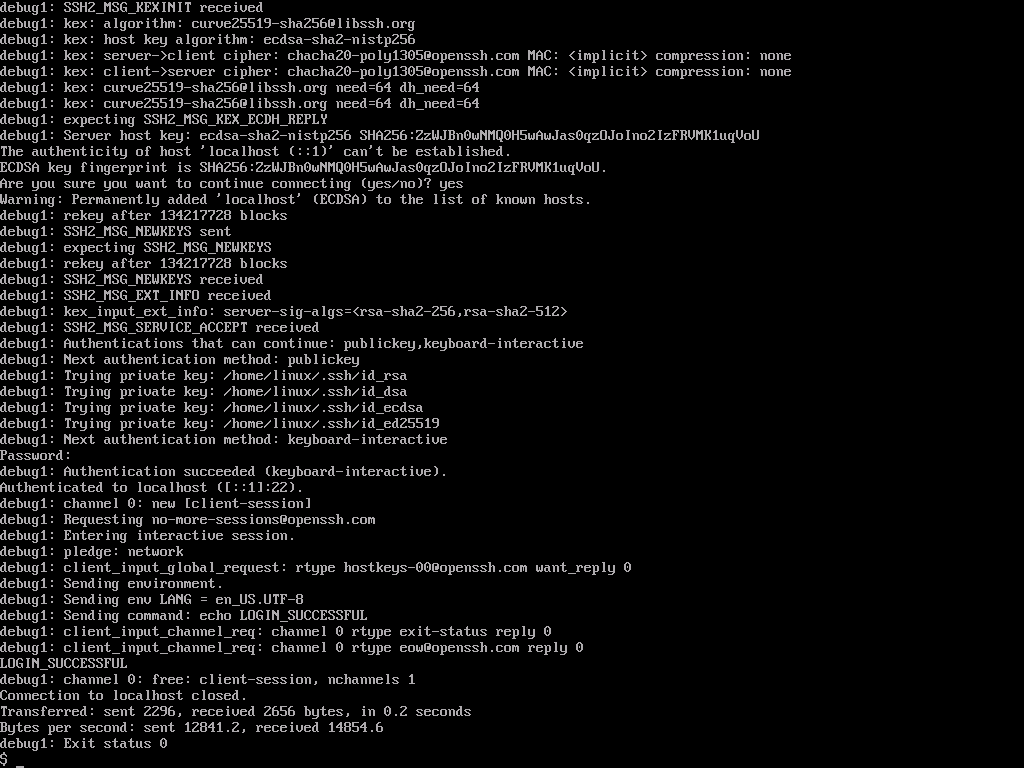 debug1: SSH2_MSG_KEXINIT received
debug1: kex: algorithm: curve25519-sha256@libssh.org
debug1: kex: host key algorithm: ecdsa-sha2-nistp256
debug1: kex: server->client cipher: chacha20-poly1305@openssh.com MAC: <implicit> compression: none
debug1: kex: client->server cipher: chacha20-poly1305@openssh.com MAC: <implicit> compression: none
debug1: kex: curve25519-sha256@libssh.org need=64 dh_need=64
debug1: kex: curve25519-sha256@libssh.org need=64 dh_need=64
debug1: expecting SSH2_MSG_KEX_ECDH_REPLY
debug1: Server host key: ecdsa-sha2-nistp256 SHA256:ZzWJBn0wNMQ0H5wAwJas0qzOJoIno2IzFRVMK1uqVoU
The authenticity of host 'localhost (::1)' can't be established.
ECDSA key fingerprint is SHA256:ZzWJBn0wNMQ0H5wAwJas0qzOJoIno2IzFRVMK1uqVoU.
Are you sure you want to continue connecting (yes/no)? yes
Warning: Permanently added 'localhost' (ECDSA) to the list of known hosts.
debug1: rekey after 134217728 blocks
debug1: SSH2_MSG_NEWKEYS sent
debug1: expecting SSH2_MSG_NEWKEYS
debug1: rekey after 134217728 blocks
debug1: SSH2_MSG_NEWKEYS received
debug1: SSH2_MSG_EXT_INFO received
debug1: kex_input_ext_info: server-sig-algs=<rsa-sha2-256,rsa-sha2-512>
debug1: SSH2_MSG_SERVICE_ACCEPT received
debug1: Authentications that can continue: publickey,keyboard-interactive
debug1: Next authentication method: publickey
debug1: Trying private key: /home/linux/.ssh/id_rsa
debug1: Trying private key: /home/linux/.ssh/id_dsa
debug1: Trying private key: /home/linux/.ssh/id_ecdsa
debug1: Trying private key: /home/linux/.ssh/id_ed25519
debug1: Next authentication method: keyboard-interactive
Password:
debug1: Authentication succeeded (keyboard-interactive).
Authenticated to localhost ([::1]:22).
debug1: channel 0: new [client-session]
debug1: Requesting no-more-sessions@openssh.com
debug1: Entering interactive session.
debug1: pledge: network
debug1: client_input_global_request: rtype hostkeys-00@openssh.com want_reply 0
debug1: Sending environment.
debug1: Sending env LANG = en_US.UTF-8
debug1: Sending command: echo LOGIN_SUCCESSFUL
debug1: client_input_channel_req: channel 0 rtype exit-status reply 0
debug1: client_input_channel_req: channel 0 rtype eow@openssh.com reply 0
LOGIN_SUCCESSFUL
debug1: channel 0: free: client-session, nchannels 1
Connection to localhost closed.
Transferred: sent 2296, received 2656 bytes, in 0.2 seconds
Bytes per second: sent 12841.2, received 14854.6
debug1: Exit status 0
$ _